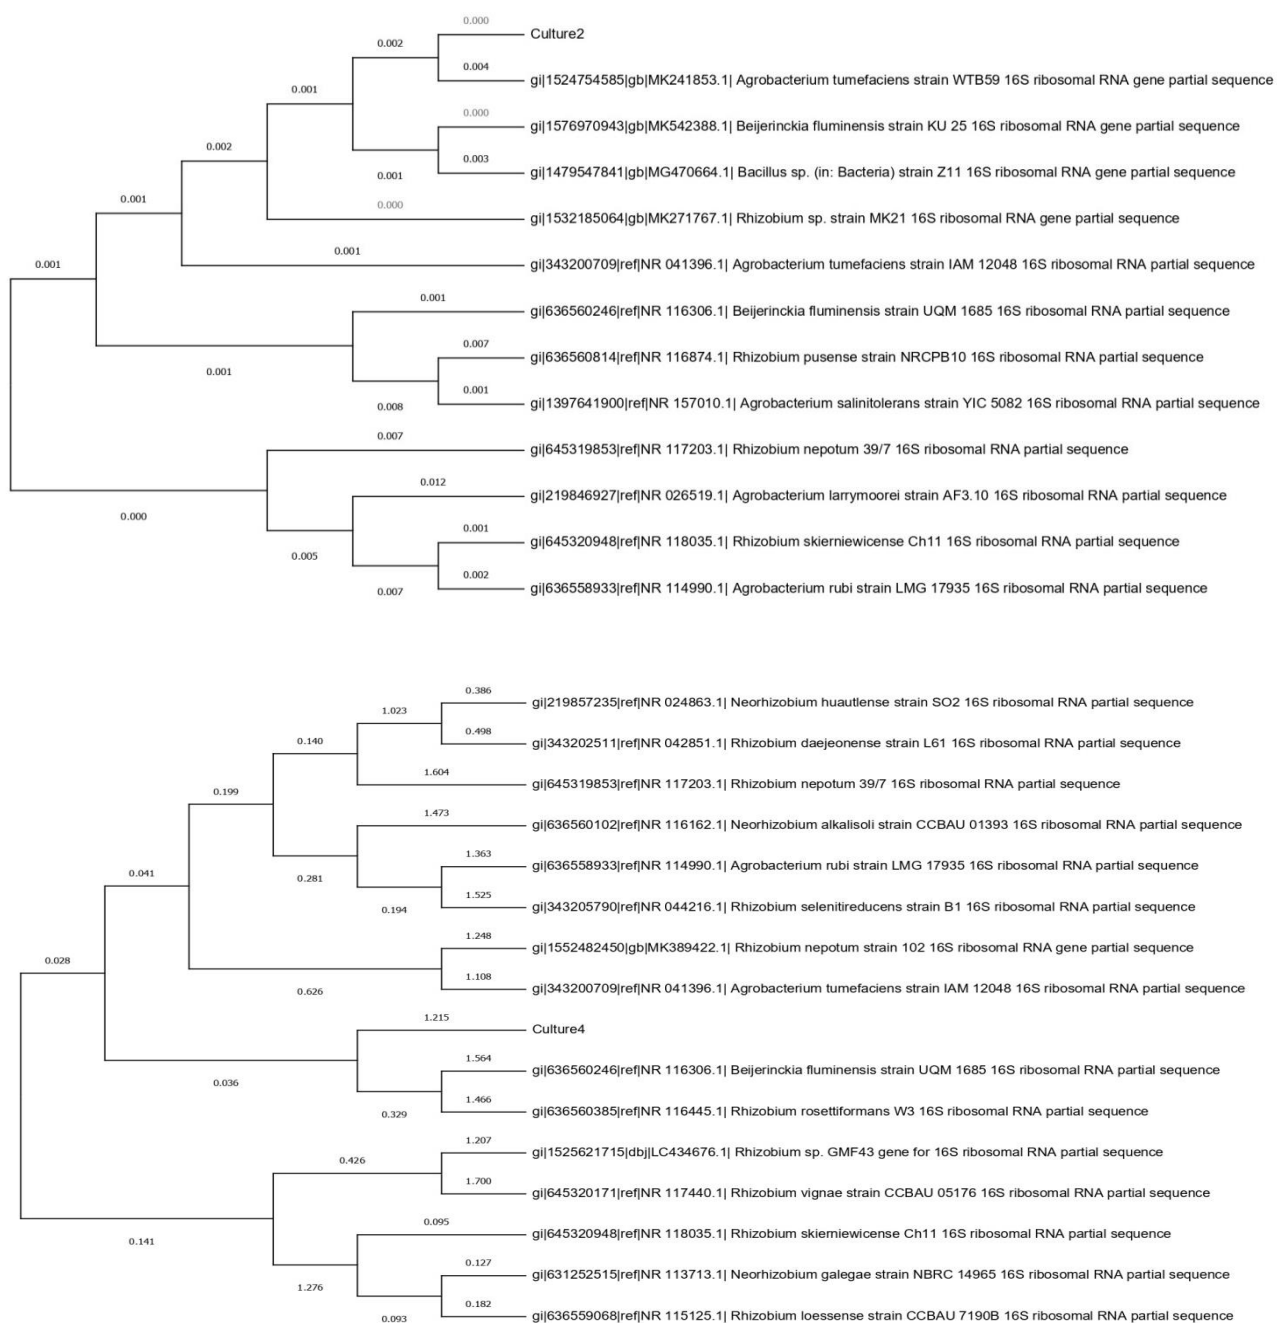 0.000
Culture2
0.002
0.004
gi|1524754585|gb|MK241853.1| Agrobacterium tumefaciens strain WTB59 16S ribosomal RNA gene partial sequence
0.001
0.000
gi|1576970943|gb|MK542388.1| Beijerinckia fluminensis strain KU 25 16S ribosomal RNA gene partial sequence
0.002
0.003
gi|1479547841|gb|MG470664.1| Bacillus sp. (in: Bacteria) strain Z11 16S ribosomal RNA gene partial sequence
0.001
0.001
0.000
gi|1532185064|gb|MK271767.1| Rhizobium sp. strain MK21 16S ribosomal RNA gene partial sequence
0.001
0.001
gi|343200709|ref|NR 041396.1| Agrobacterium tumefaciens strain IAM 12048 16S ribosomal RNA partial sequence
0.001
gi|636560246|ref|NR 116306.1| Beijerinckia fluminensis strain UQM 1685 16S ribosomal RNA partial sequence
0.007
gi|636560814|ref|NR 116874.1| Rhizobium pusense strain NRCPB10 16S ribosomal RNA partial sequence
0.001
0.001
gi|1397641900|ref|NR 157010.1| Agrobacterium salinitolerans strain YIC 5082 16S ribosomal RNA partial sequence
0.008
0.007
gi|645319853|ref|NR 117203.1| Rhizobium nepotum 39/7 16S ribosomal RNA partial sequence
0.012
gi|219846927|ref|NR 026519.1| Agrobacterium larrymoorei strain AF3.10 16S ribosomal RNA partial sequence
0.000
0.001
gi|645320948|ref|NR 118035.1| Rhizobium skierniewicense Ch11 16S ribosomal RNA partial sequence
0.005
0.002
gi|636558933|ref|NR 114990.1| Agrobacterium rubi strain LMG 17935 16S ribosomal RNA partial sequence
0.007
0.386
gi|219857235|ref|NR 024863.1| Neorhizobium huautlense strain SO2 16S ribosomal RNA partial sequence
1.023
0.498
gi|343202511|ref|NR 042851.1| Rhizobium daejeonense strain L61 16S ribosomal RNA partial sequence
0.140
1.604
gi|645319853|ref|NR 117203.1| Rhizobium nepotum 39/7 16S ribosomal RNA partial sequence
0.199
1.473
gi|636560102|ref|NR 116162.1| Neorhizobium alkalisoli strain CCBAU 01393 16S ribosomal RNA partial sequence
1.363
gi|636558933|ref|NR 114990.1| Agrobacterium rubi strain LMG 17935 16S ribosomal RNA partial sequence
0.041
0.281
1.525
gi|343205790|ref|NR 044216.1| Rhizobium selenitireducens strain B1 16S ribosomal RNA partial sequence
0.194
1.248
gi|1552482450|gb|MK389422.1| Rhizobium nepotum strain 102 16S ribosomal RNA gene partial sequence
0.028
1.108
gi|343200709|ref|NR 041396.1| Agrobacterium tumefaciens strain IAM 12048 16S ribosomal RNA partial sequence
0.626
1.215
Culture4
1.564
gi|636560246|ref|NR 116306.1| Beijerinckia fluminensis strain UQM 1685 16S ribosomal RNA partial sequence
0.036
1.466
gi|636560385|ref|NR 116445.1| Rhizobium rosettiformans W3 16S ribosomal RNA partial sequence
0.329
1.207
gi|1525621715|dbj|LC434676.1| Rhizobium sp. GMF43 gene for 16S ribosomal RNA partial sequence
0.426
1.700
gi|645320171|ref|NR 117440.1| Rhizobium vignae strain CCBAU 05176 16S ribosomal RNA partial sequence
0.095
gi|645320948|ref|NR 118035.1| Rhizobium skierniewicense Ch11 16S ribosomal RNA partial sequence
0.141
0.127
gi|631252515|ref|NR 113713.1| Neorhizobium galegae strain NBRC 14965 16S ribosomal RNA partial sequence
1.276
0.182
gi|636559068|ref|NR 115125.1| Rhizobium loessense strain CCBAU 7190B 16S ribosomal RNA partial sequence
0.093